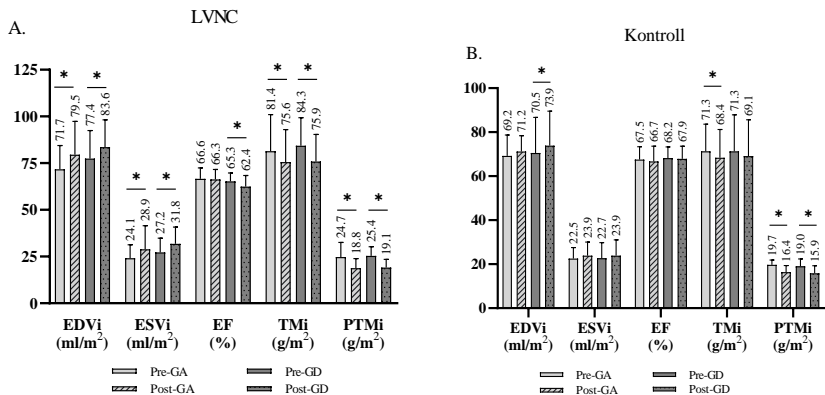 LVNC
A.
125
100
75
50
25
0
* * * * * * * * *
71.7 79.5 77.4 83.6
24.1 28.9 27.2 31.8
66.6 66.3 65.3 62.4
81.4 75.6 84.3 75.9
24.7 18.8 25.4 19.1
EDVi ESVi EF TMi PTMi
(ml/m²) (ml/m²) (%) (g/m²) (g/m²)
Pre-GA Pre-GD
Post-GA Post-GD
Kontroll
B.
100
80
60
40
20
0
* * * *
69.2 71.2 70.5 73.9
22.5 23.9 22.7 23.9
67.5 66.7 68.2 67.9
71.3 68.4 71.3 69.1
19.7 16.4 19.0 15.9
EDVi ESVi EF TMi PTMi
(ml/m²) (ml/m²) (%) (g/m²) (g/m²)
Pre-GA Pre-GD
Post-GA Post-GD